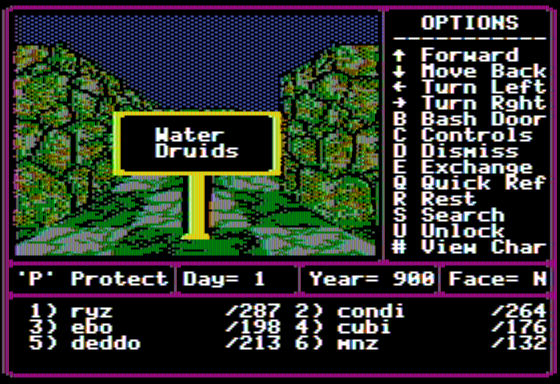 OPTIONS
↑ Forward
↓ Move Back
← Turn Left
→ Turn Rght
B Bash Door
C Controls
D Dismiss
E Exchange
Q Quick Ref
R Rest
S Search
U Unlock
# View Char
Water
Druids
'P' Protect Day= 1 Year= 900 Face= N
1) ryz /287 2) condi /264
3) ebo /198 4) cubi /176
5) deddo /213 6) mnz /132